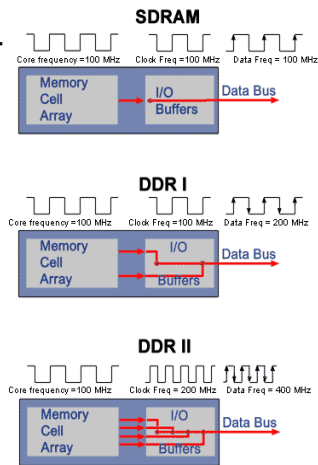 SDRAM
Core frequency =100 MHz Clock Freq =100 MHz Data Freq = 100 MHz
Memory
Cell
Array
I/O
Buffers
Data Bus
DDR I
Core frequency =100 MHz Clock Freq =100 MHz Data Freq = 200 MHz
Memory
Cell
Array
I/O
Buffers
Data Bus
DDR II
Core frequency =100 MHz Clock Freq = 200 MHz Data Freq = 400 MHz
Memory
Cell
Array
I/O
Buffers
Data Bus